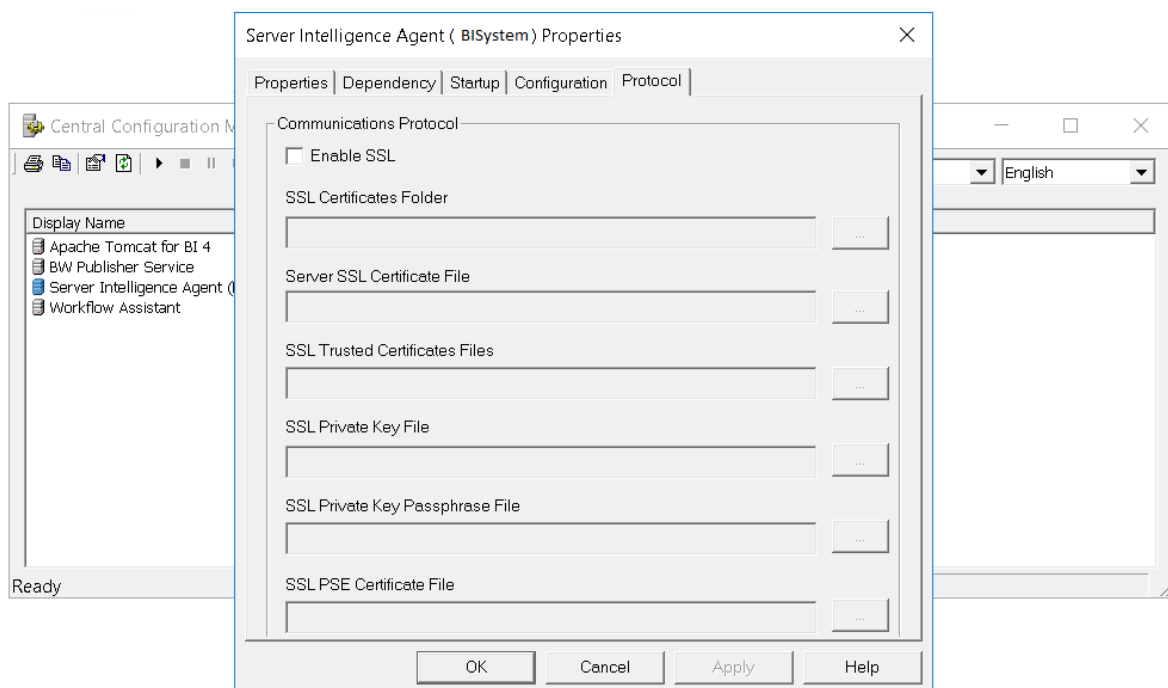 Server Intelligence Agent ( BISystem ) Properties
Properties Dependency Startup Configuration Protocol
Central Configuration M
English
Communications Protocol
Enable SSL
SSL Certificates Folder
...
Server SSL Certificate File
...
SSL Trusted Certificates Files
...
SSL Private Key File
...
SSL Private Key Passphrase File
...
SSL PSE Certificate File
...
Display Name
Apache Tomcat for BI 4
BW Publisher Service
Server Intelligence Agent (
Workflow Assistant
Ready
OK Cancel Apply Help